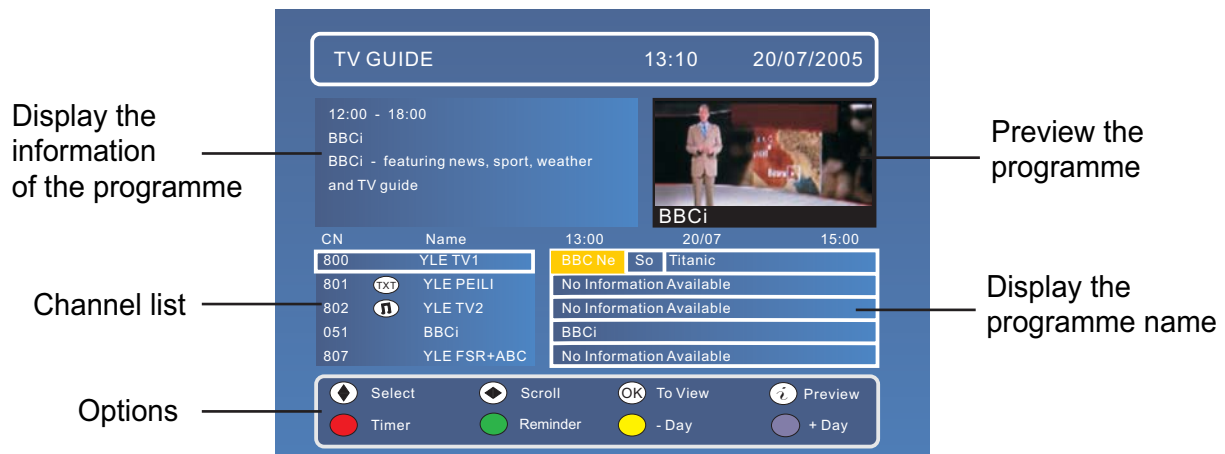 TV GUIDE 13:10 20/07/2005
Display the
information
of the programme
12:00 - 18:00
BBCi
BBCi - featuring news, sport, weather
and TV guide
BBCi
Preview the
programme
CN Name 13:00 20/07 15:00
800 YLE TV1 BBC Ne So Titanic
801 TXT YLE PEILI No Information Available
802 YLE TV2 No Information Available
051 BBCi BBCi
807 YLE FSR+ABC No Information Available
Channel list
Display the
programme name
Options
Select Scroll OK To View i Preview
Timer Reminder - Day + Day